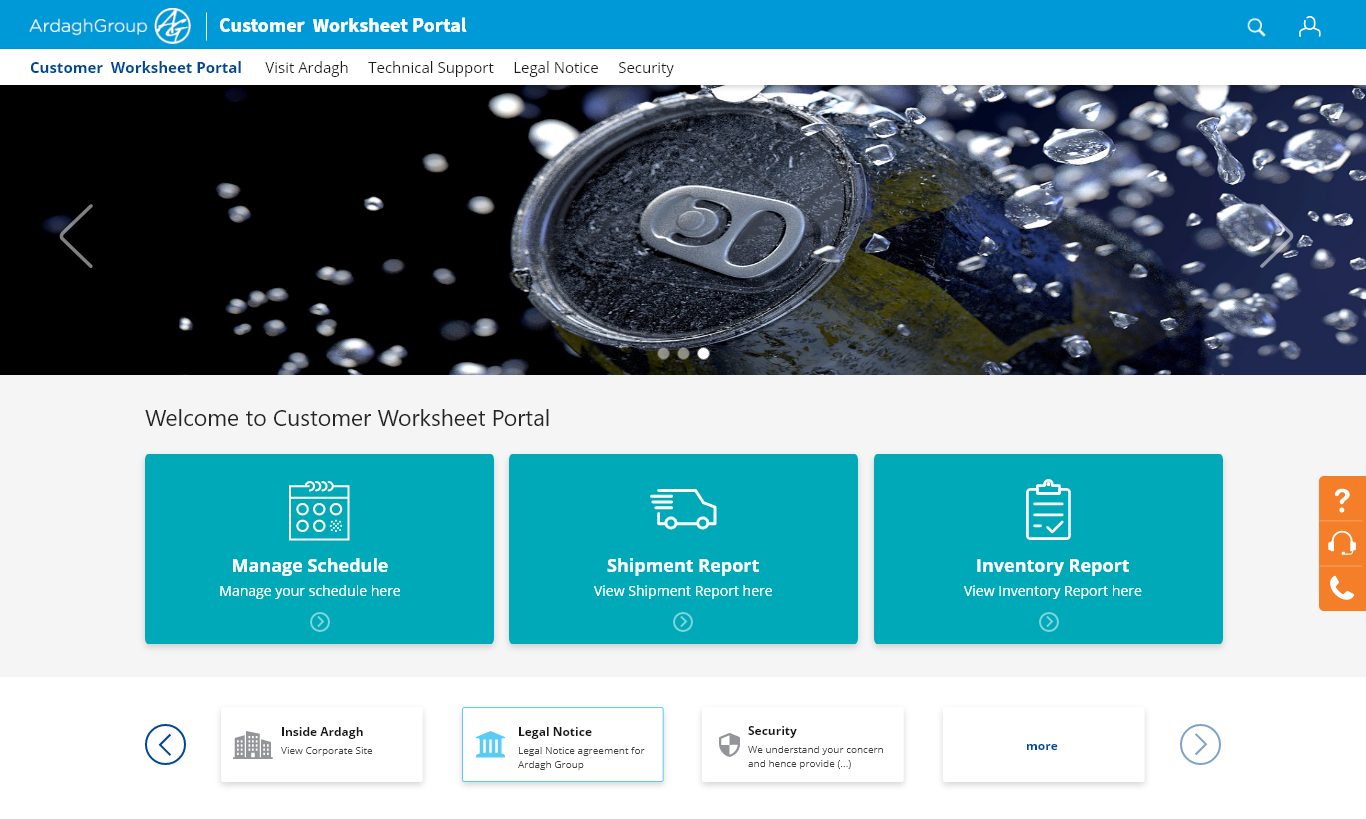 ArdaghGroup
Customer Worksheet Portal
Customer Worksheet Portal Visit Ardagh Technical Support Legal Notice Security
Welcome to Customer Worksheet Portal
Manage Schedule
Manage your schedule here
Shipment Report
View Shipment Report here
Inventory Report
View Inventory Report here
?
Inside Ardagh
View Corporate Site
Legal Notice
Legal Notice agreement for
Ardagh Group
Security
We understand your concern
and hence provide (...)
more